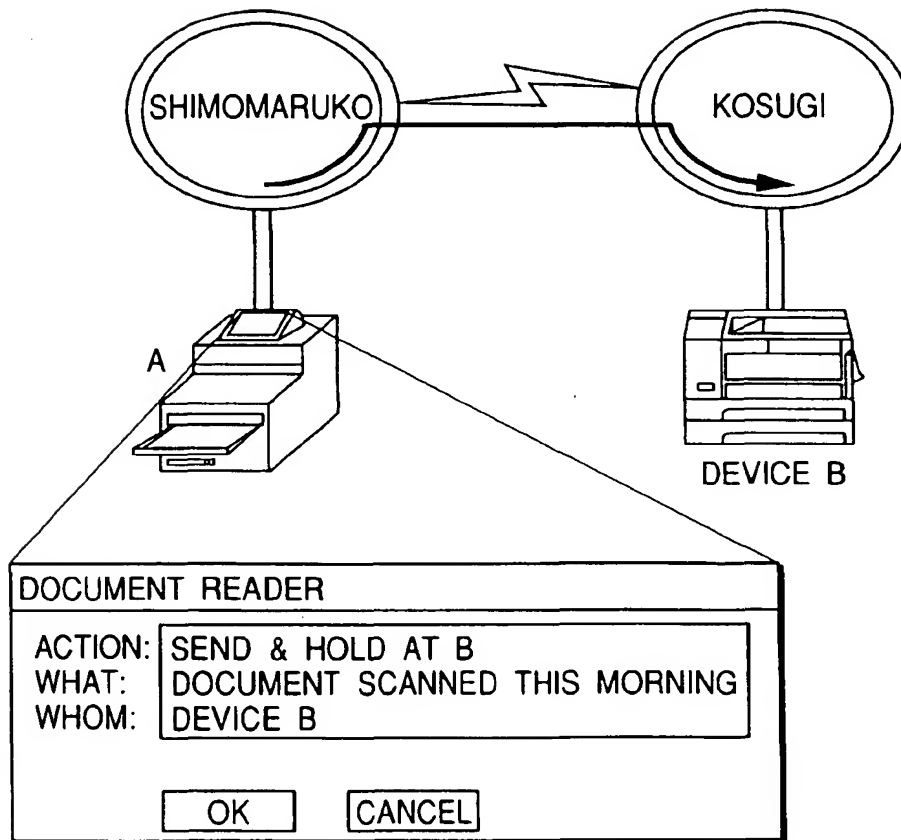 SHIMOMARUKO
KOSUGI
A
DEVICE B
DOCUMENT READER
ACTION: SEND & HOLD AT B
WHAT: DOCUMENT SCANNED THIS MORNING
WHOM: DEVICE B
OK CANCEL